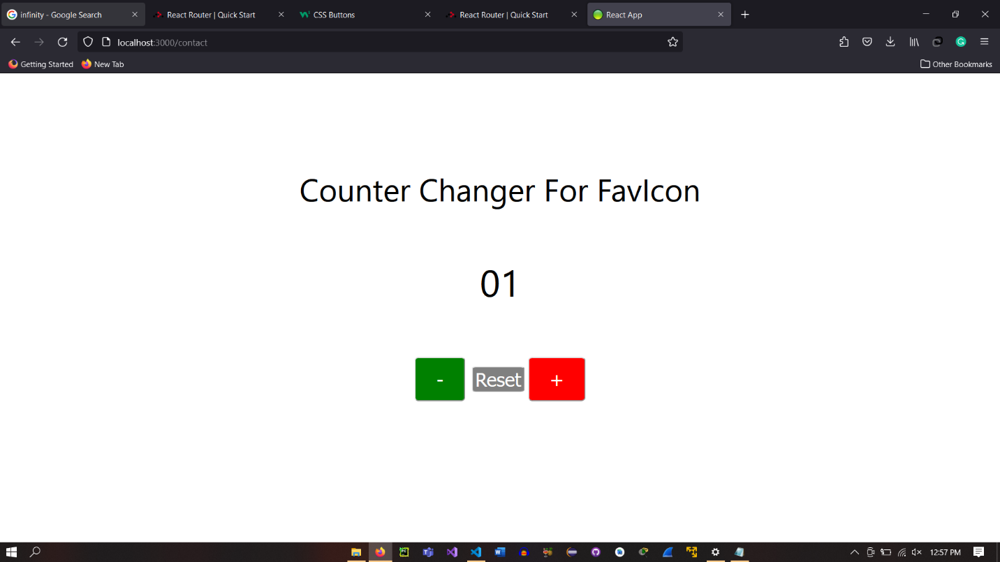 infinity - Google Search
React Router | Quick Start
CSS Buttons
React Router | Quick Start
React App
localhost:3000/contact
Getting Started
New Tab
Other Bookmarks
Counter Changer For FavIcon
01
-
Reset
+
12:57 PM